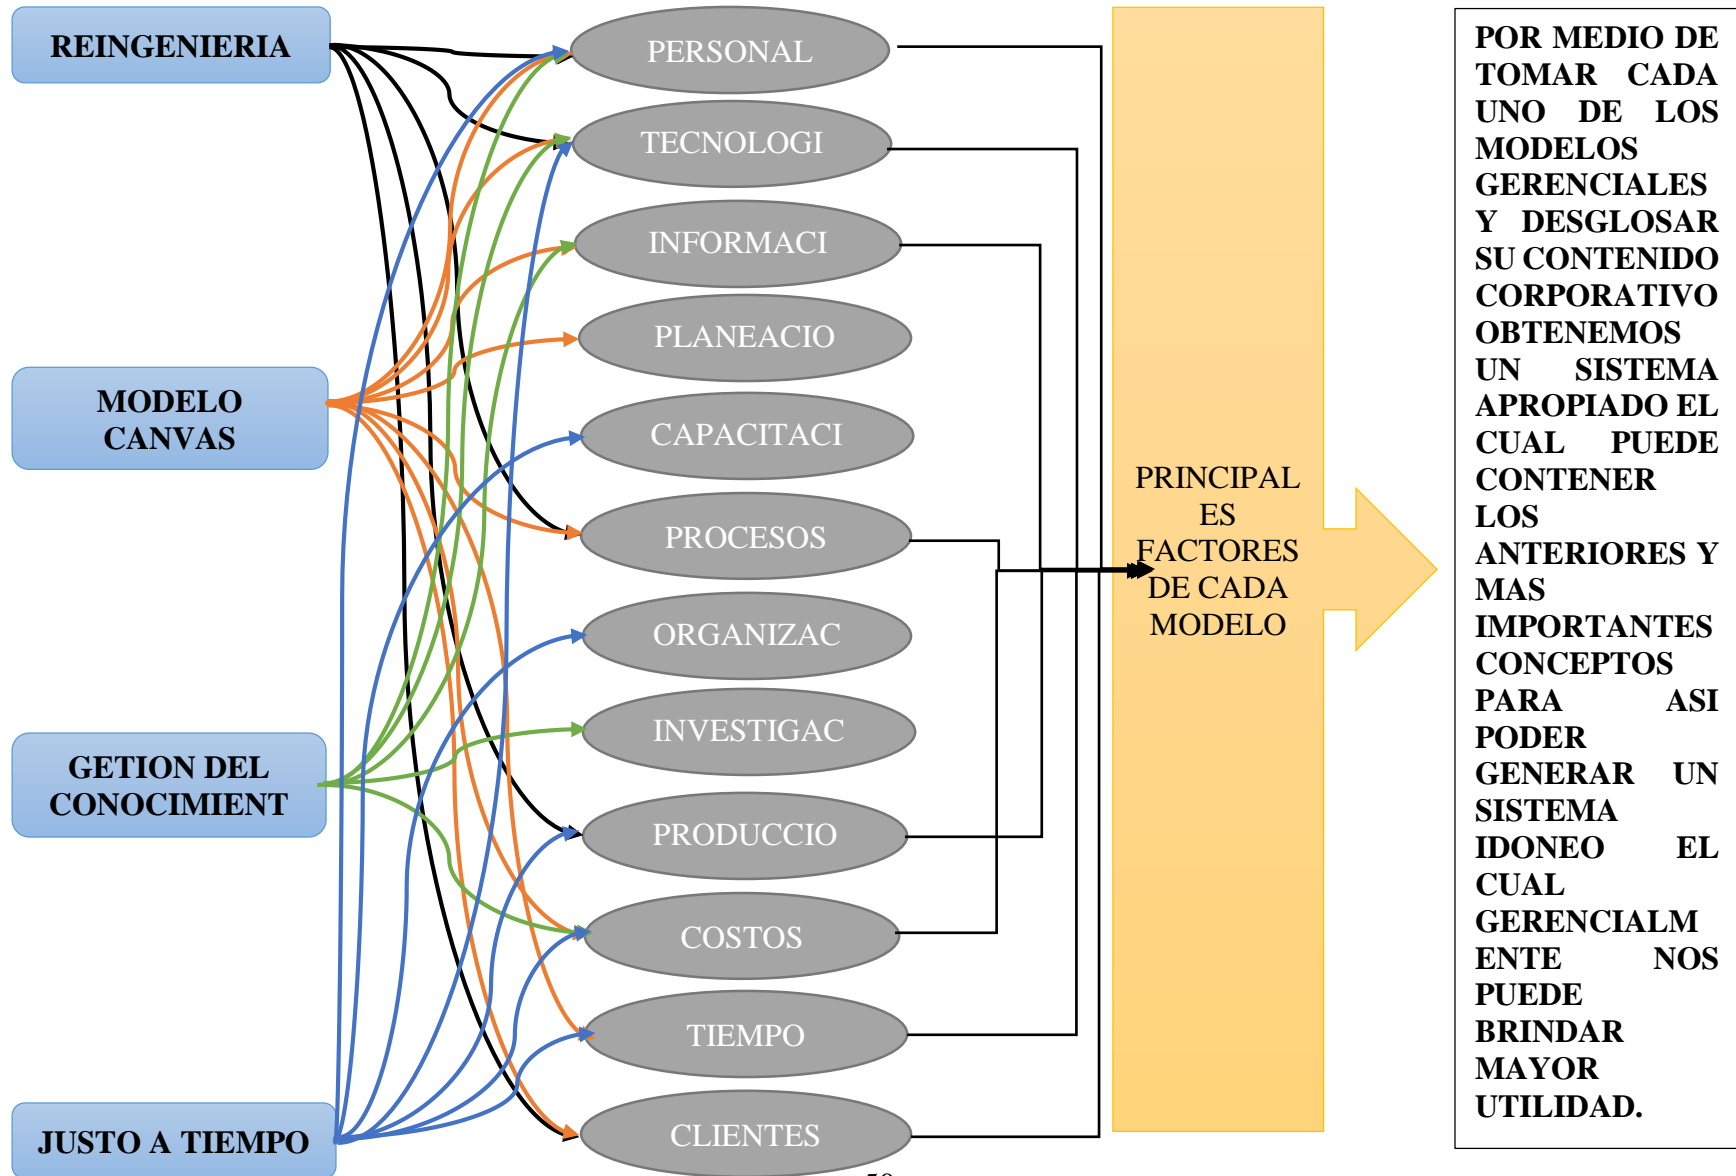 REINGENIERIA
MODELO
CANVAS
GETION DEL
CONOCIMIENT
JUSTO A TIEMPO
PERSONAL
TECNOLOGI
INFORMACI
PLANEACIO
CAPACITACI
PROCESOS
ORGANIZAC
INVESTIGAC
PRODUCCIO
COSTOS
TIEMPO
CLIENTES
PRINCIPAL
ES
FACTORES
DE CADA
MODELO
POR MEDIO DE
TOMAR CADA
UNO DE LOS
MODELOS
GERENCIALES
Y DESGLOSAR
SU CONTENIDO
CORPORATIVO
OBTENEMOS
UN SISTEMA
APROPIADO EL
CUAL PUEDE
CONTENER
LOS
ANTERIORES Y
MAS
IMPORTANTES
CONCEPTOS
PARA ASI
PODER
GENERAR UN
SISTEMA
IDONEO EL
CUAL
GERENCIALM
ENTE NOS
PUEDE
BRINDAR
MAYOR
UTILIDAD.